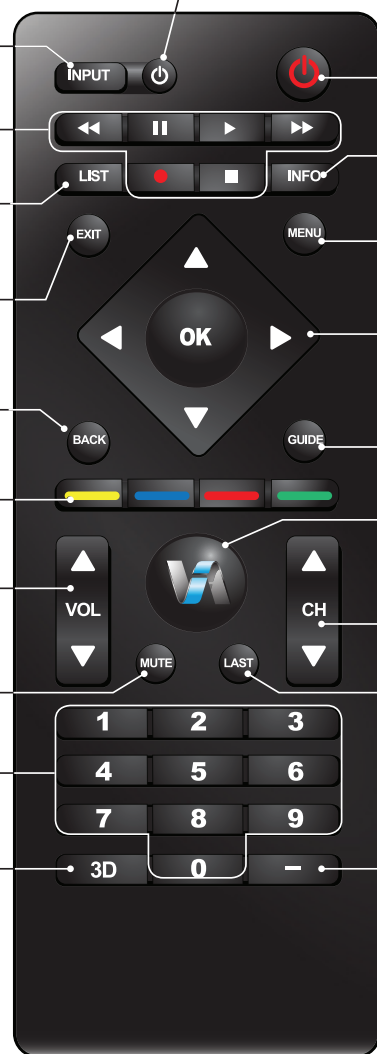 INPUT
LIST
INFO
EXIT
MENU
OK
BACK
GUIDE
VIA
VOL
CH
MUTE
LAST
1 2 3
4 5 6
7 8 9
3D 0 –